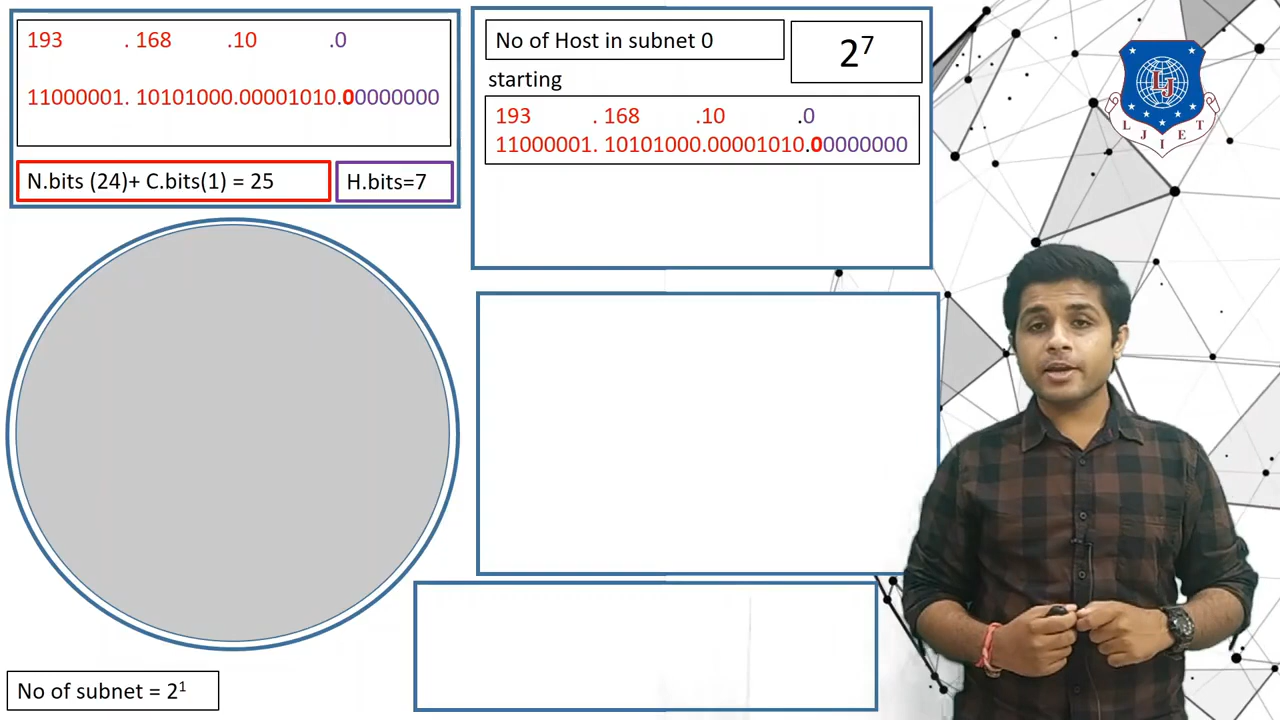 193 . 168 .10 .0
11000001. 10101000.00001010.00000000
N.bits (24)+ C.bits(1) = 25
H.bits=7
No of Host in subnet 0
2⁷
starting
193 . 168 .10 .0
11000001. 10101000.00001010.00000000
LJ
L J I E T
No of subnet = 2¹